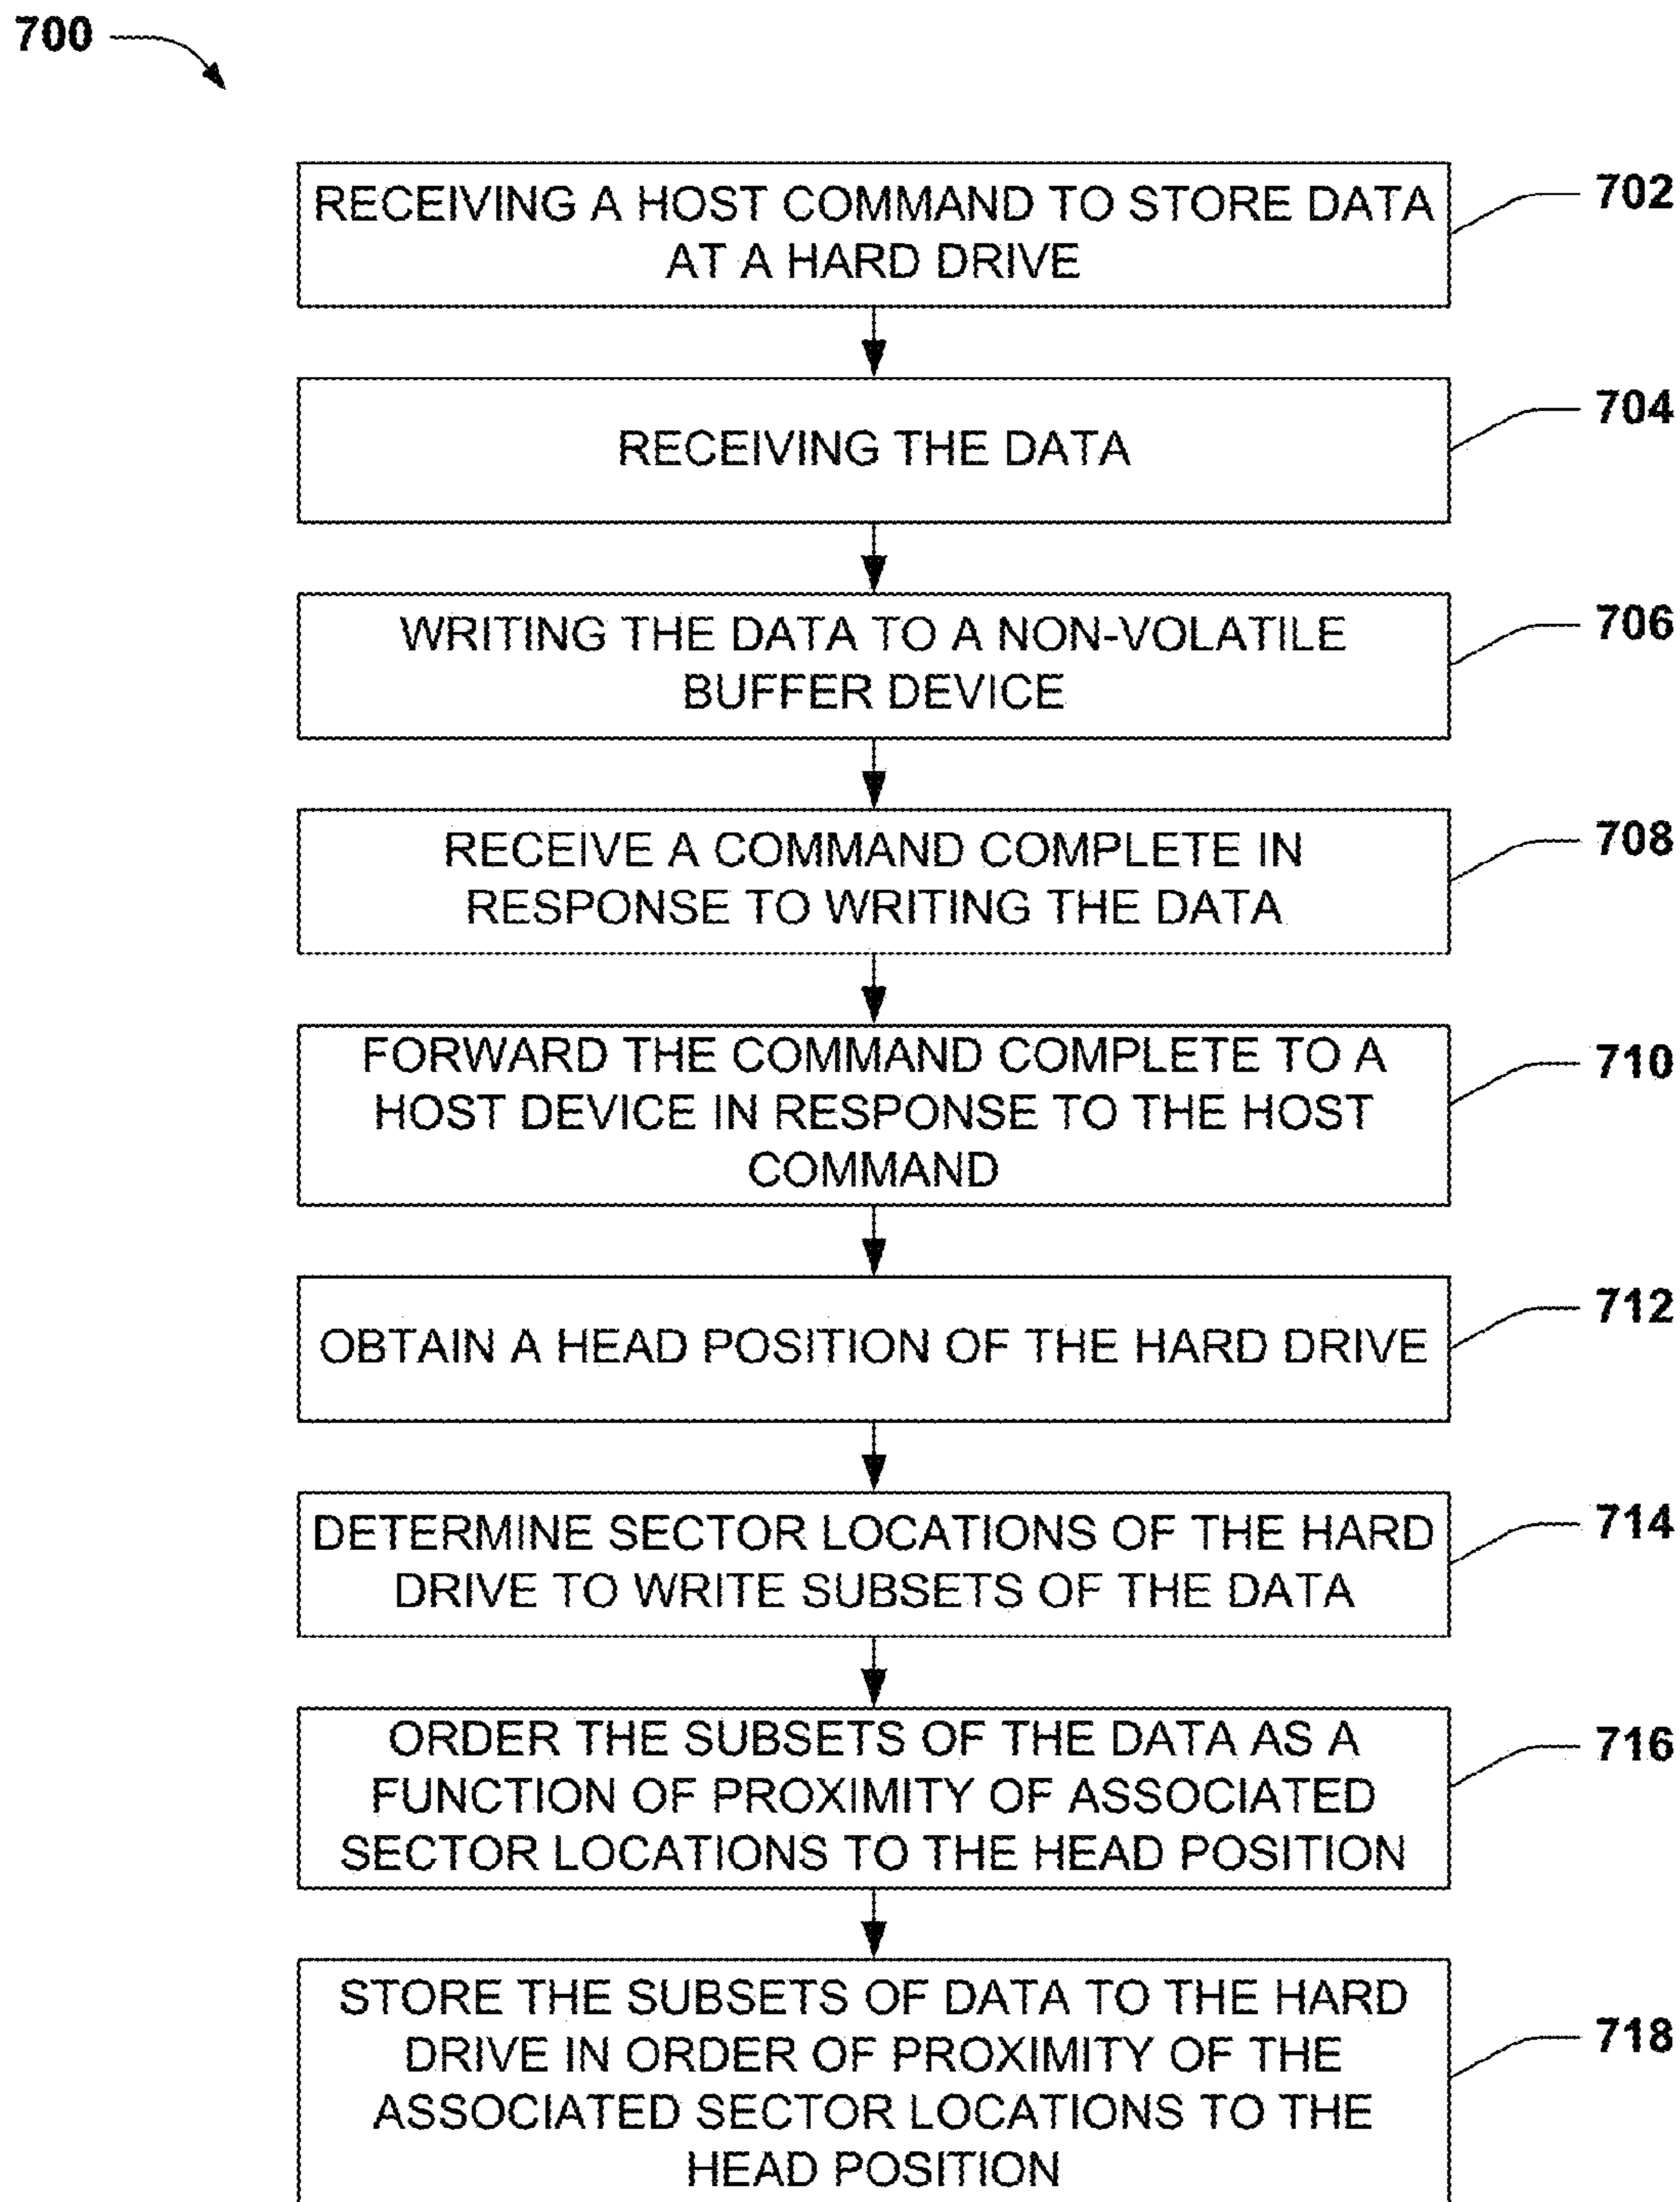 700
RECEIVING A HOST COMMAND TO STORE DATA
AT A HARD DRIVE
702
RECEIVING THE DATA
704
WRITING THE DATA TO A NON-VOLATILE
BUFFER DEVICE
706
RECEIVE A COMMAND COMPLETE IN
RESPONSE TO WRITING THE DATA
708
FORWARD THE COMMAND COMPLETE TO A
HOST DEVICE IN RESPONSE TO THE HOST
COMMAND
710
OBTAIN A HEAD POSITION OF THE HARD DRIVE
712
DETERMINE SECTOR LOCATIONS OF THE HARD
DRIVE TO WRITE SUBSETS OF THE DATA
714
ORDER THE SUBSETS OF THE DATA AS A
FUNCTION OF PROXIMITY OF ASSOCIATED
SECTOR LOCATIONS TO THE HEAD POSITION
716
STORE THE SUBSETS OF DATA TO THE HARD
DRIVE IN ORDER OF PROXIMITY OF THE
ASSOCIATED SECTOR LOCATIONS TO THE
HEAD POSITION
718